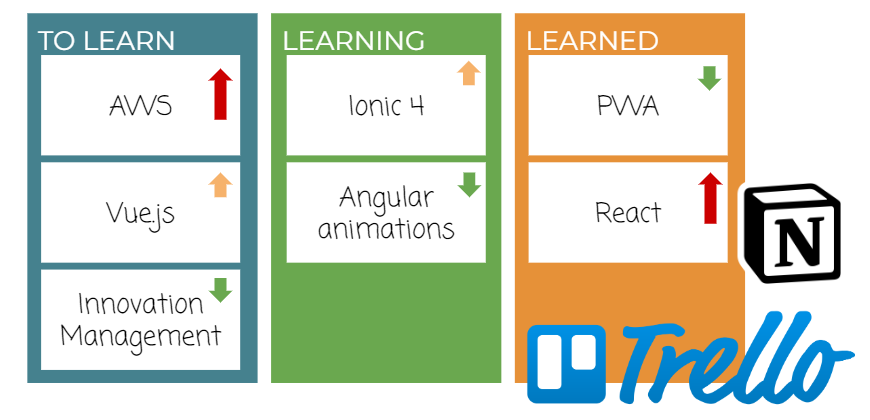 TO LEARN
AWS
Vue.js
Innovation
Management
LEARNING
Ionic 4
Angular
animations
LEARNED
PWA
React
N
Trello